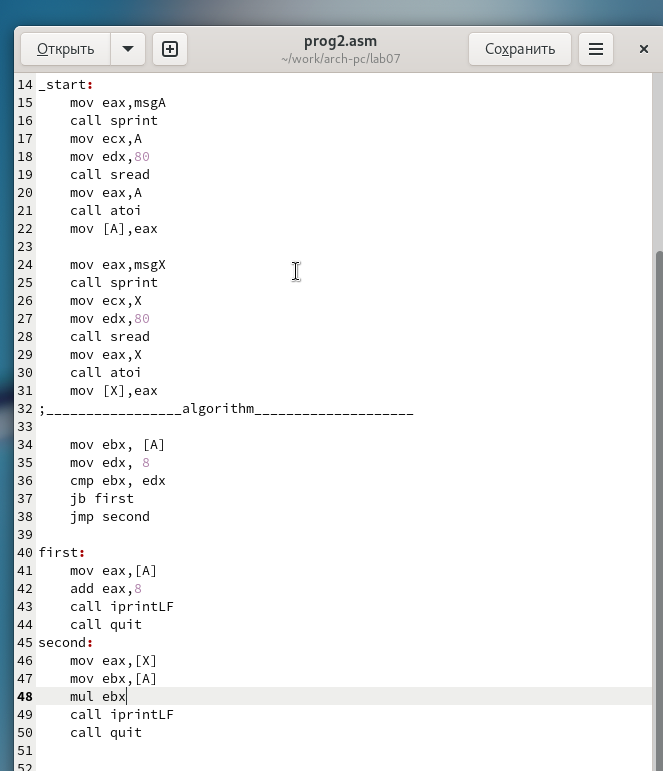 Открыть
prog2.asm
~/work/arch-pc/lab07
Сохранить
14 _start:
15 mov eax,msgA
16 call sprint
17 mov ecx,A
18 mov edx,80
19 call sread
20 mov eax,A
21 call atoi
22 mov [A],eax
23
24 mov eax,msgX
25 call sprint
26 mov ecx,X
27 mov edx,80
28 call sread
29 mov eax,X
30 call atoi
31 mov [X],eax
32 ;_________________algorithm____________________
33
34 mov ebx, [A]
35 mov edx, 8
36 cmp ebx, edx
37 jb first
38 jmp second
39
40 first:
41 mov eax,[A]
42 add eax,8
43 call iprintLF
44 call quit
45 second:
46 mov eax,[X]
47 mov ebx,[A]
48 mul ebx
49 call iprintLF
50 call quit
51
52